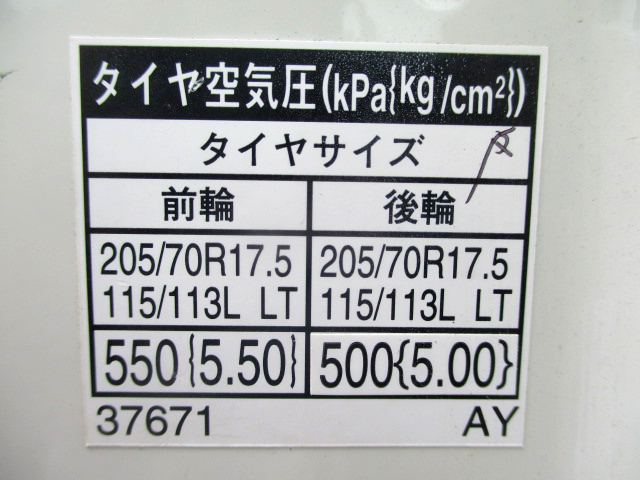 タイヤ空気圧(kPa{kg/cm²})
タイヤサイズ
前輪 後輪
205/70R17.5 205/70R17.5
115/113L LT 115/113L LT
550{5.50} 500{5.00}
37671 AY